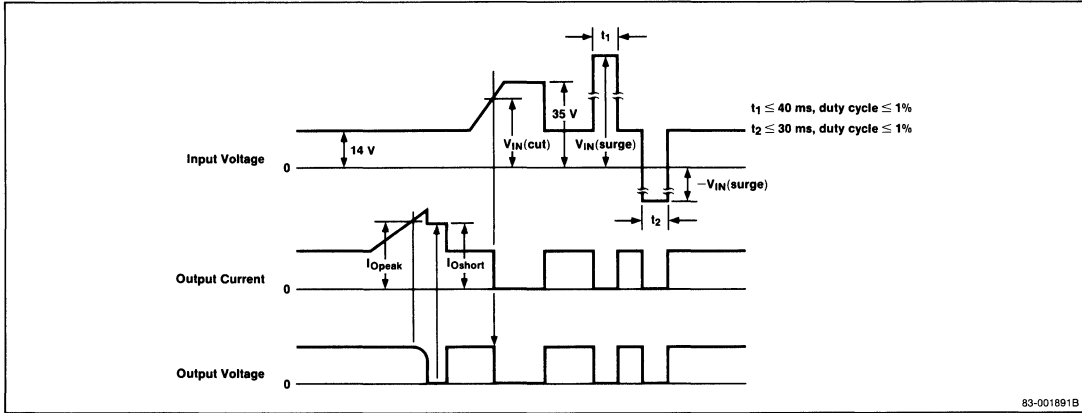 t1
t1 ≤ 40 ms, duty cycle ≤ 1%
t2 ≤ 30 ms, duty cycle ≤ 1%
35 V
14 V
VIN(cut)
VIN(surge)
Input Voltage
0
−VIN(surge)
t2
IOpeak
IOshort
Output Current
0
Output Voltage
0
83-001891B